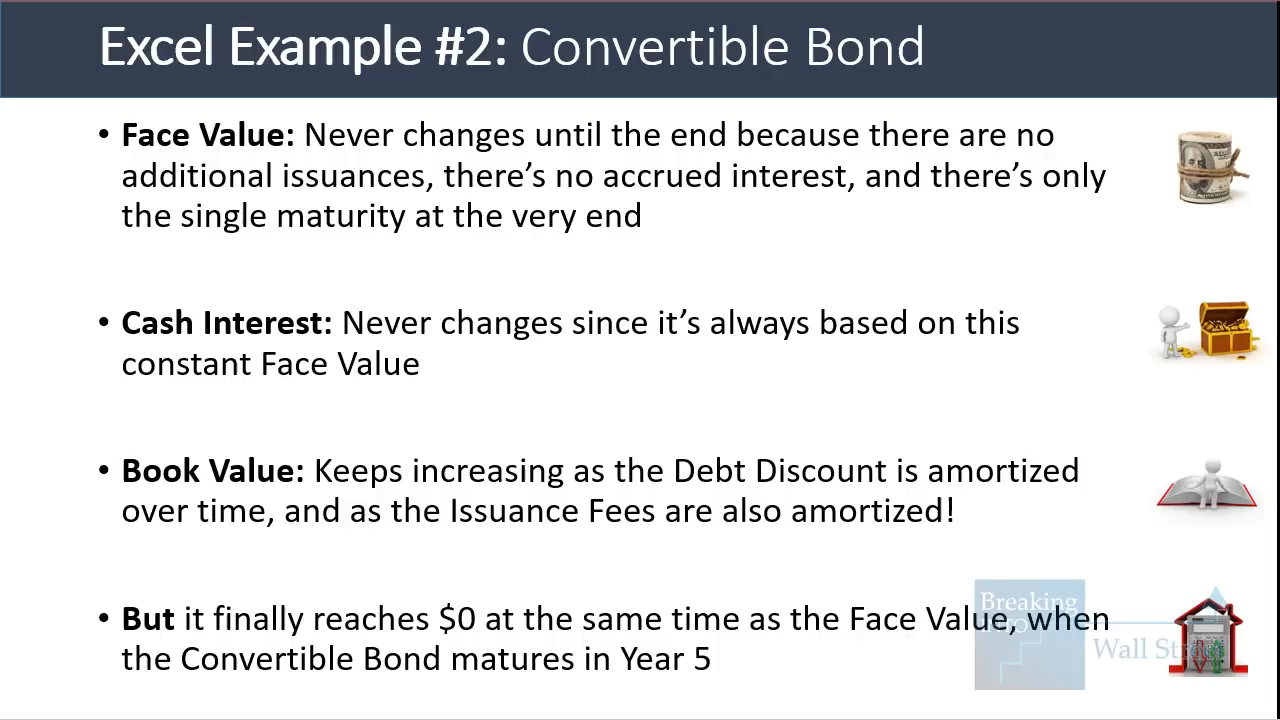 Excel Example #2: Convertible Bond
• Face Value: Never changes until the end because there are no
additional issuances, there's no accrued interest, and there's only
the single maturity at the very end
• Cash Interest: Never changes since it's always based on this
constant Face Value
• Book Value: Keeps increasing as the Debt Discount is amortized
over time, and as the Issuance Fees are also amortized!
• But it finally reaches $0 at the same time as the Face Value, when
the Convertible Bond matures in Year 5
Breaking
Wall Street